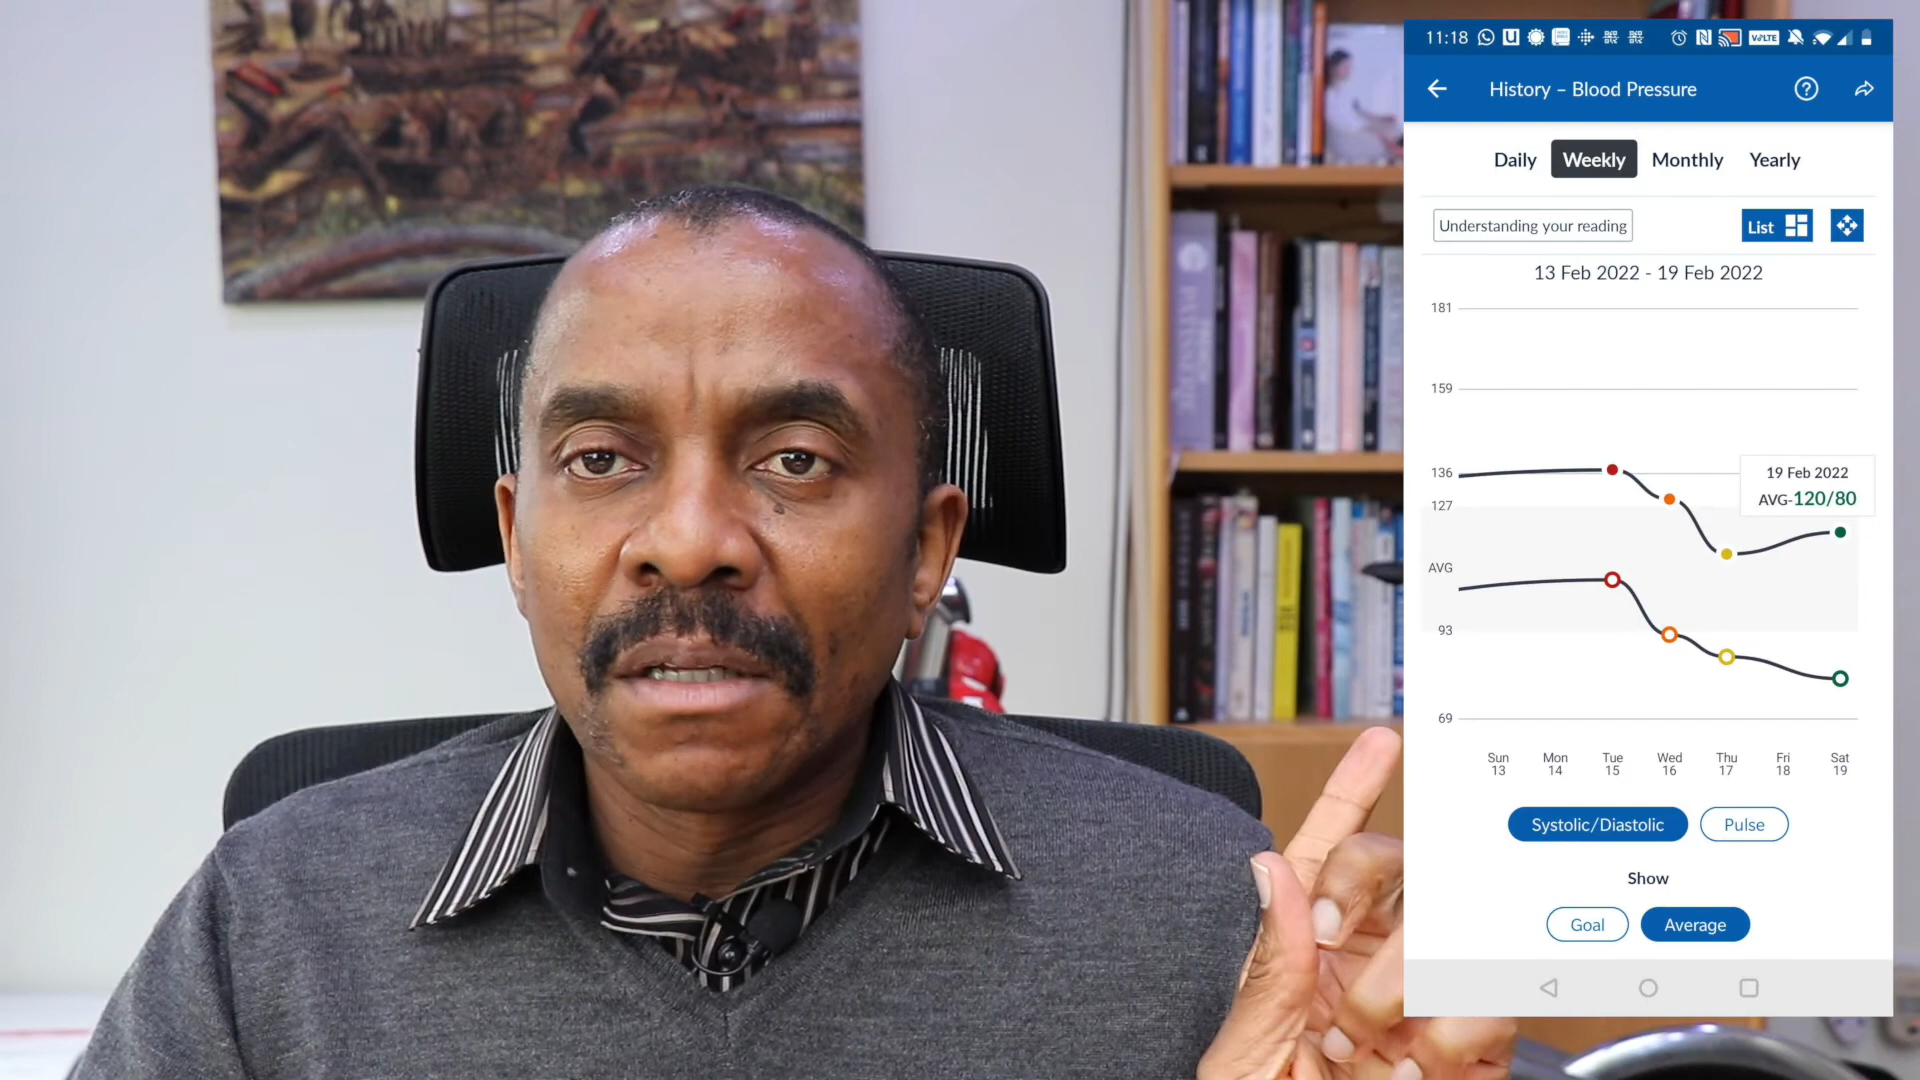 11:18
VoLTE
History – Blood Pressure
Daily Weekly Monthly Yearly
Understanding your reading
List
13 Feb 2022 - 19 Feb 2022
181
159
136
19 Feb 2022
AVG-120/80
127
AVG
93
69
Sun Mon Tue Wed Thu Fri Sat
13 14 15 16 17 18 19
Systolic/Diastolic Pulse
Show
Goal Average